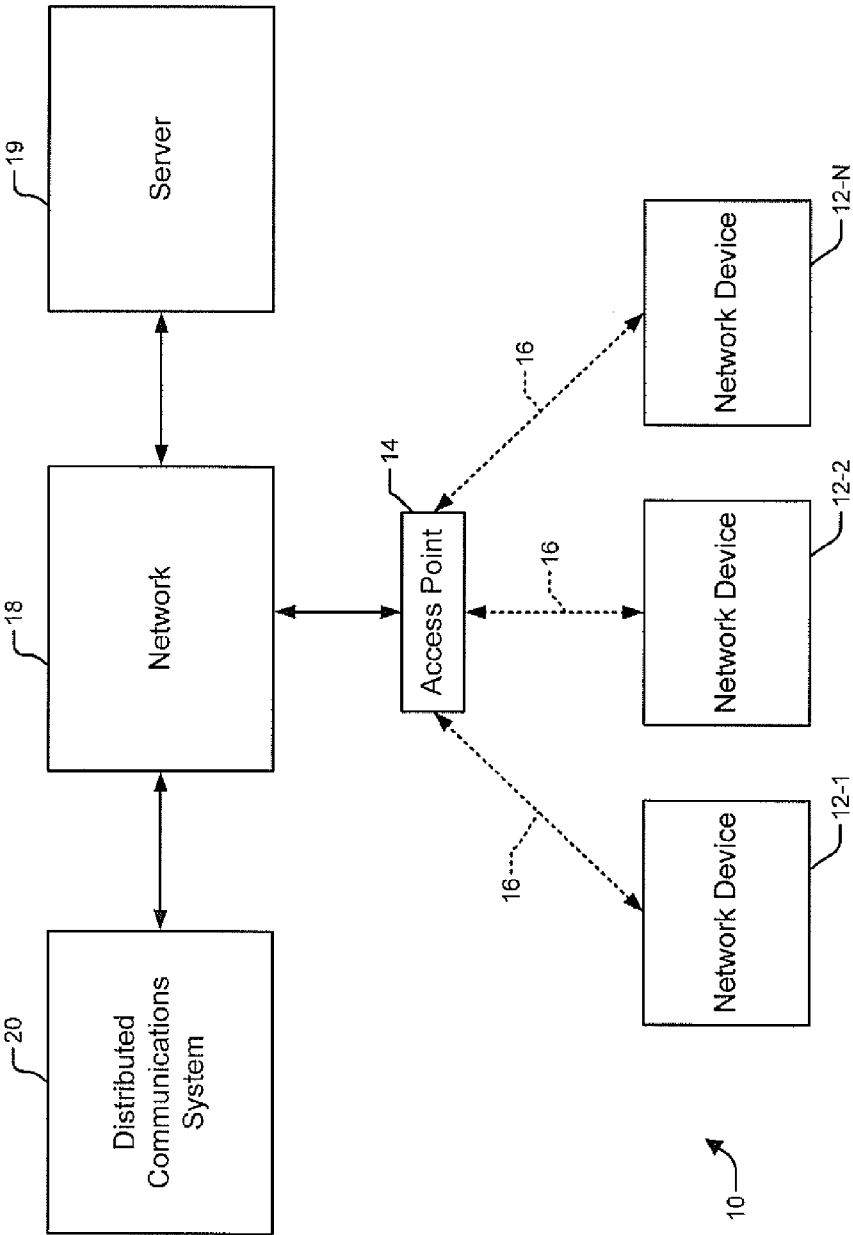 20
Distributed
Communications
System
18
Network
19
Server
14
Access Point
16
16
16
Network Device
12-1
Network Device
12-2
Network Device
12-N
10